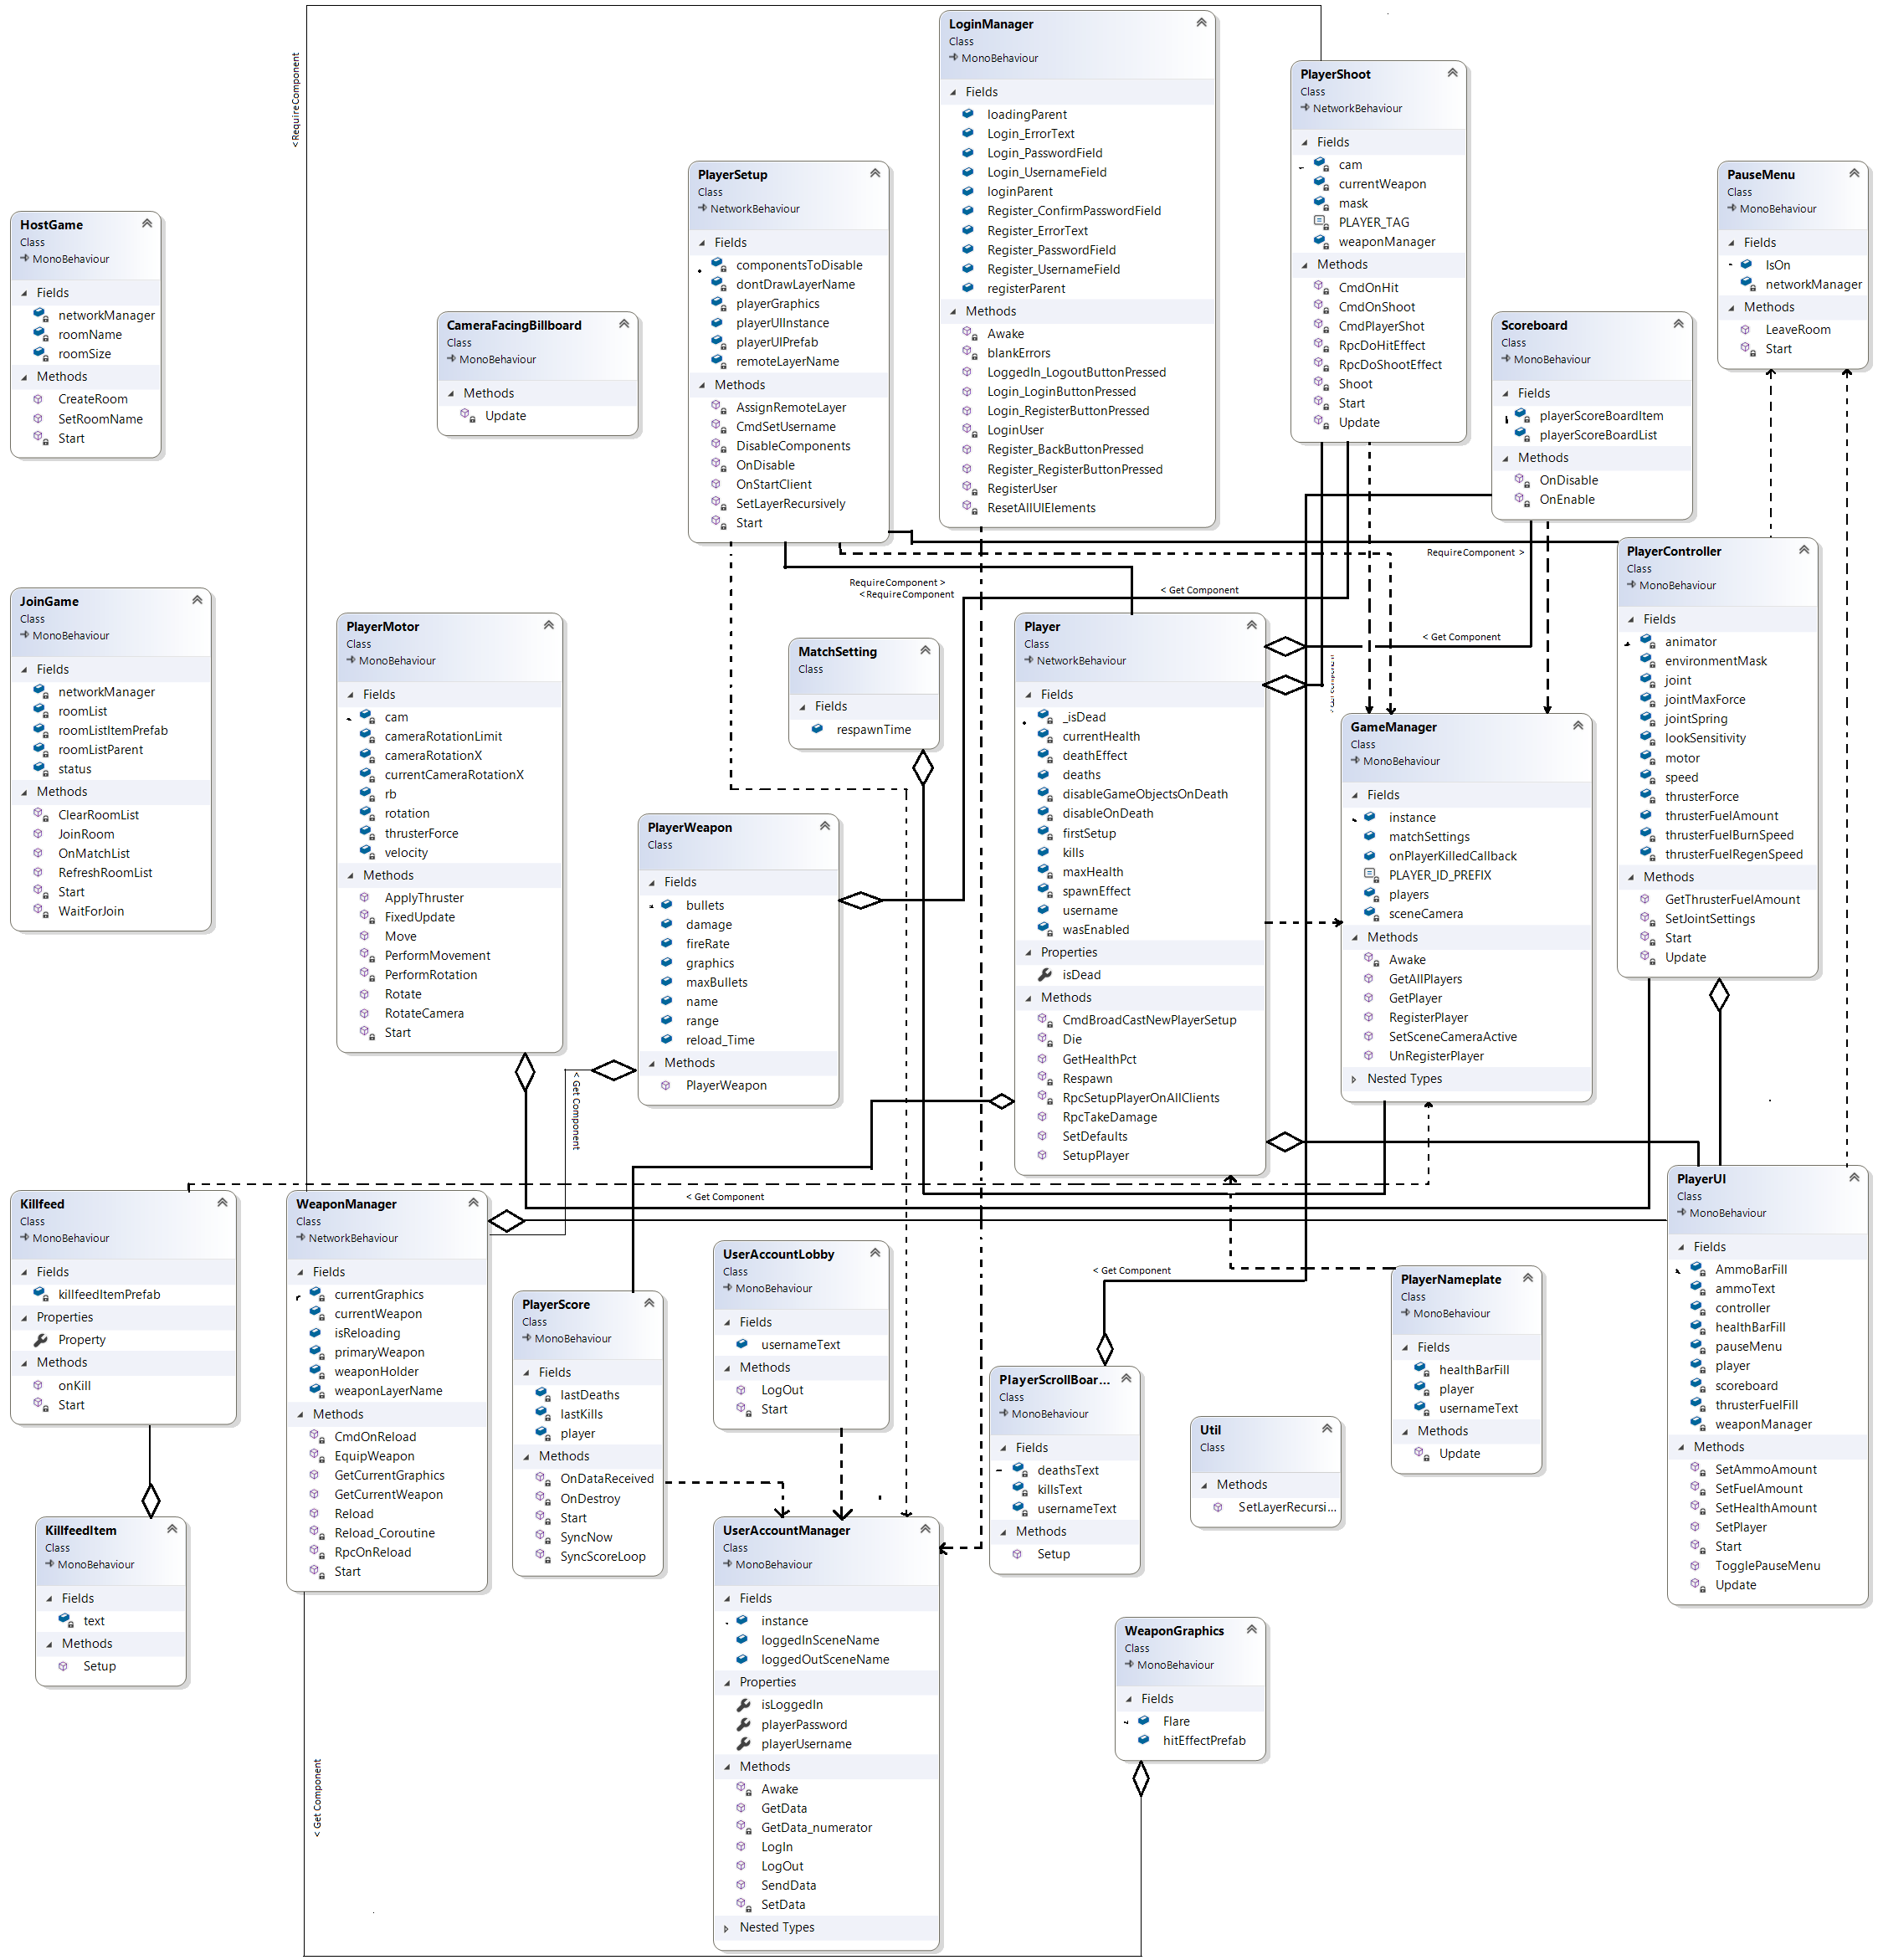 <RequireComponent
LoginManager
Class
MonoBehaviour
Fields
loadingParent
Login_ErrorText
Login_PasswordField
Login_UsernameField
loginParent
Register_ConfirmPasswordField
Register_ErrorText
Register_PasswordField
Register_UsernameField
registerParent
Methods
Awake
blankErrors
LoggedIn_LogoutButtonPressed
Login_LoginButtonPressed
Login_RegisterButtonPressed
LoginUser
Register_BackButtonPressed
Register_RegisterButtonPressed
RegisterUser
ResetAllUIElements
PlayerShoot
Class
NetworkBehaviour
Fields
cam
currentWeapon
mask
PLAYER_TAG
weaponManager
Methods
CmdOnHit
CmdOnShoot
CmdPlayerShot
RpcDoHitEffect
RpcDoShootEffect
Shoot
Start
Update
PlayerSetup
Class
NetworkBehaviour
Fields
componentsToDisable
dontDrawLayerName
playerGraphics
playerUIInstance
playerUIPrefab
remoteLayerName
Methods
AssignRemoteLayer
CmdSetUsername
DisableComponents
OnDisable
OnStartClient
SetLayerRecursively
Start
PauseMenu
Class
MonoBehaviour
Fields
IsOn
networkManager
Methods
LeaveRoom
Start
HostGame
Class
MonoBehaviour
Fields
networkManager
roomName
roomSize
Methods
CreateRoom
SetRoomName
Start
CameraFacingBillboard
Class
MonoBehaviour
Methods
Update
Scoreboard
Class
MonoBehaviour
Fields
playerScoreBoardItem
playerScoreBoardList
Methods
OnDisable
OnEnable
RequireComponent >
RequireComponent >
<RequireComponent
< Get Component
< Get Component
PlayerController
Class
MonoBehaviour
Fields
animator
environmentMask
joint
jointMaxForce
jointSpring
lookSensitivity
motor
speed
thrusterForce
thrusterFuelAmount
thrusterFuelBurnSpeed
thrusterFuelRegenSpeed
Methods
GetThrusterFuelAmount
SetJointSettings
Start
Update
JoinGame
Class
MonoBehaviour
Fields
networkManager
roomList
roomListItemPrefab
roomListParent
status
Methods
ClearRoomList
JoinRoom
OnMatchList
RefreshRoomList
Start
WaitForJoin
PlayerMotor
Class
MonoBehaviour
Fields
cam
cameraRotationLimit
cameraRotationX
currentCameraRotationX
rb
rotation
thrusterForce
velocity
Methods
ApplyThruster
FixedUpdate
Move
PerformMovement
PerformRotation
Rotate
RotateCamera
Start
MatchSetting
Class
Fields
respawnTime
Player
Class
NetworkBehaviour
Fields
_isDead
currentHealth
deathEffect
deaths
disableGameObjectsOnDeath
disableOnDeath
firstSetup
kills
maxHealth
spawnEffect
username
wasEnabled
Properties
isDead
Methods
CmdBroadCastNewPlayerSetup
Die
GetHealthPct
Respawn
RpcSetupPlayerOnAllClients
RpcTakeDamage
SetDefaults
SetupPlayer
GameManager
Class
MonoBehaviour
Fields
instance
matchSettings
onPlayerKilledCallback
PLAYER_ID_PREFIX
players
sceneCamera
Methods
Awake
GetAllPlayers
GetPlayer
RegisterPlayer
SetSceneCameraActive
UnRegisterPlayer
Nested Types
PlayerWeapon
Class
Fields
bullets
damage
fireRate
graphics
maxBullets
name
range
reload_Time
Methods
PlayerWeapon
< Get Component
< Get Component
Killfeed
Class
MonoBehaviour
Fields
killfeedItemPrefab
Properties
Property
Methods
onKill
Start
WeaponManager
Class
NetworkBehaviour
Fields
currentGraphics
currentWeapon
isReloading
primaryWeapon
weaponHolder
weaponLayerName
Methods
CmdOnReload
EquipWeapon
GetCurrentGraphics
GetCurrentWeapon
Reload
Reload_Coroutine
RpcOnReload
Start
PlayerUI
Class
MonoBehaviour
Fields
AmmoBarFill
ammoText
controller
healthBarFill
pauseMenu
player
scoreboard
thrusterFuelFill
weaponManager
Methods
SetAmmoAmount
SetFuelAmount
SetHealthAmount
SetPlayer
Start
TogglePauseMenu
Update
UserAccountLobby
Class
MonoBehaviour
Fields
usernameText
Methods
LogOut
Start
< Get Component
PlayerNameplate
Class
MonoBehaviour
Fields
healthBarFill
player
usernameText
Methods
Update
PlayerScore
Class
MonoBehaviour
Fields
lastDeaths
lastKills
player
Methods
OnDataReceived
OnDestroy
Start
SyncNow
SyncScoreLoop
PlayerScrollBoar...
Class
MonoBehaviour
Fields
deathsText
killsText
usernameText
Methods
Setup
Util
Class
Methods
SetLayerRecursi...
KillfeedItem
Class
MonoBehaviour
Fields
text
Methods
Setup
UserAccountManager
Class
MonoBehaviour
Fields
instance
loggedInSceneName
loggedOutSceneName
Properties
isLoggedIn
playerPassword
playerUsername
Methods
Awake
GetData
GetData_numerator
LogIn
LogOut
SendData
SetData
Nested Types
WeaponGraphics
Class
MonoBehaviour
Fields
Flare
hitEffectPrefab
< Get Component